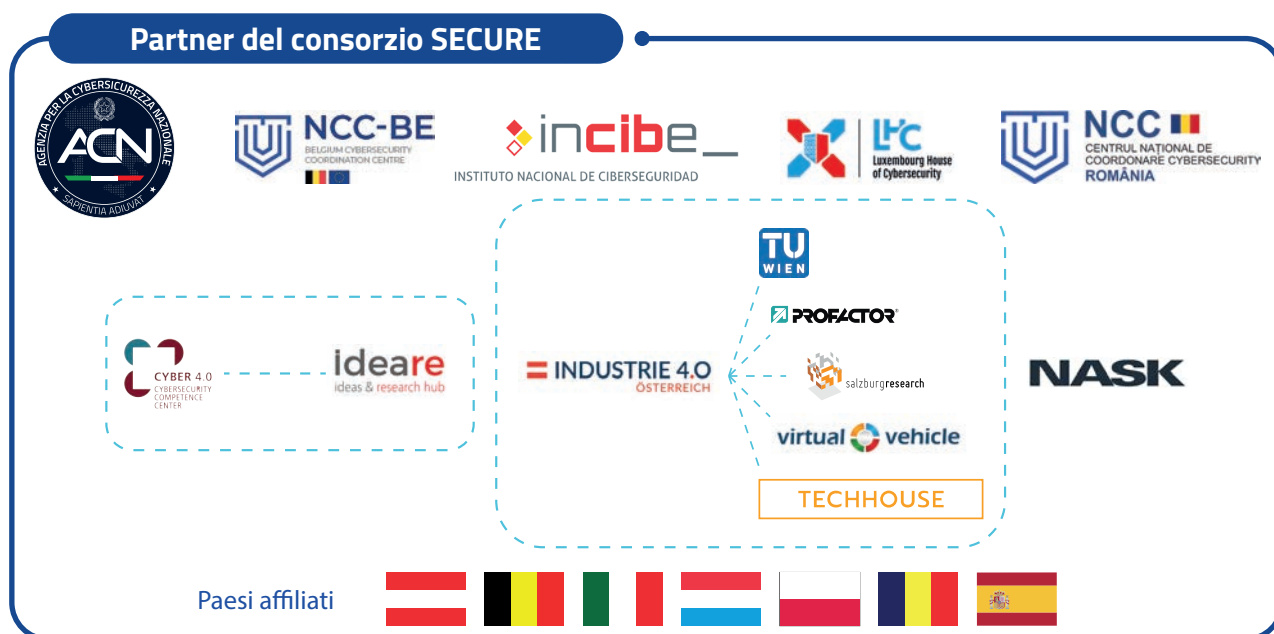 Partner del consorzio SECURE
AGENZIA PER LA CYBERSICUREZZA NAZIONALE
ACN
SAPIENTIA ADIUVAT
NCC-BE
BELGIUM CYBERSECURITY
COORDINATION CENTRE
incibe_
INSTITUTO NACIONAL DE CIBERSEGURIDAD
LHC
Luxembourg House
of Cybersecurity
NCC
CENTRUL NAȚIONAL DE
COORDONARE CYBERSECURITY
ROMÂNIA
CYBER 4.0
CYBERSECURITY
COMPETENCE
CENTER
ideare
ideas & research hub
INDUSTRIE 4.0
ÖSTERREICH
TU
WIEN
PROFACTOR
salzburgresearch
virtual vehicle
TECHHOUSE
NASK
Paesi affiliati